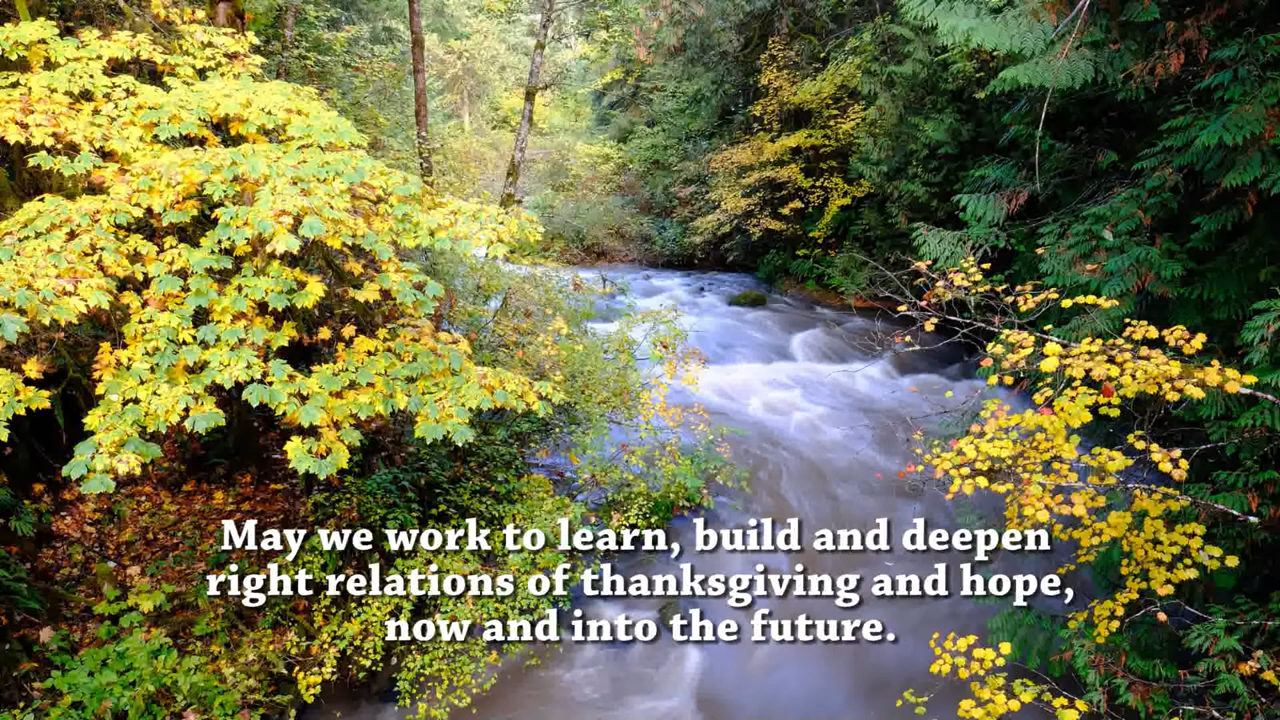 May we work to learn, build and deepen
right relations of thanksgiving and hope,
now and into the future.